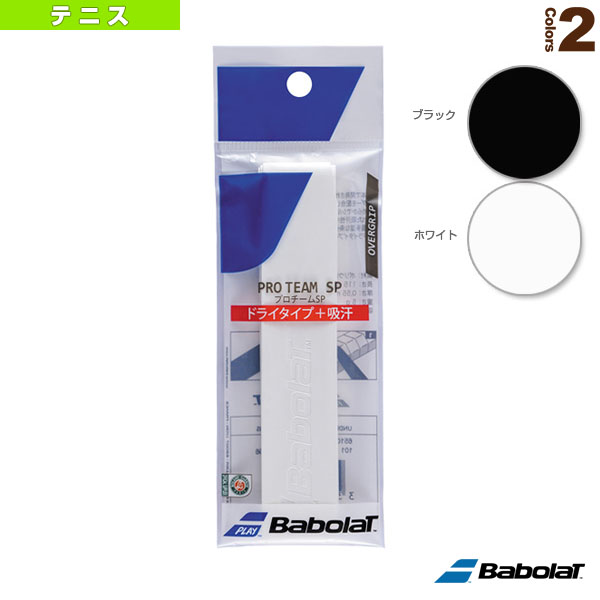 テニス
Colors 2
ブラック
ホワイト
OVERGRIP
PRO TEAM SP
プロチームSP
ドライタイプ+吸汗
Babolat
PLAY Babolat
Babolat